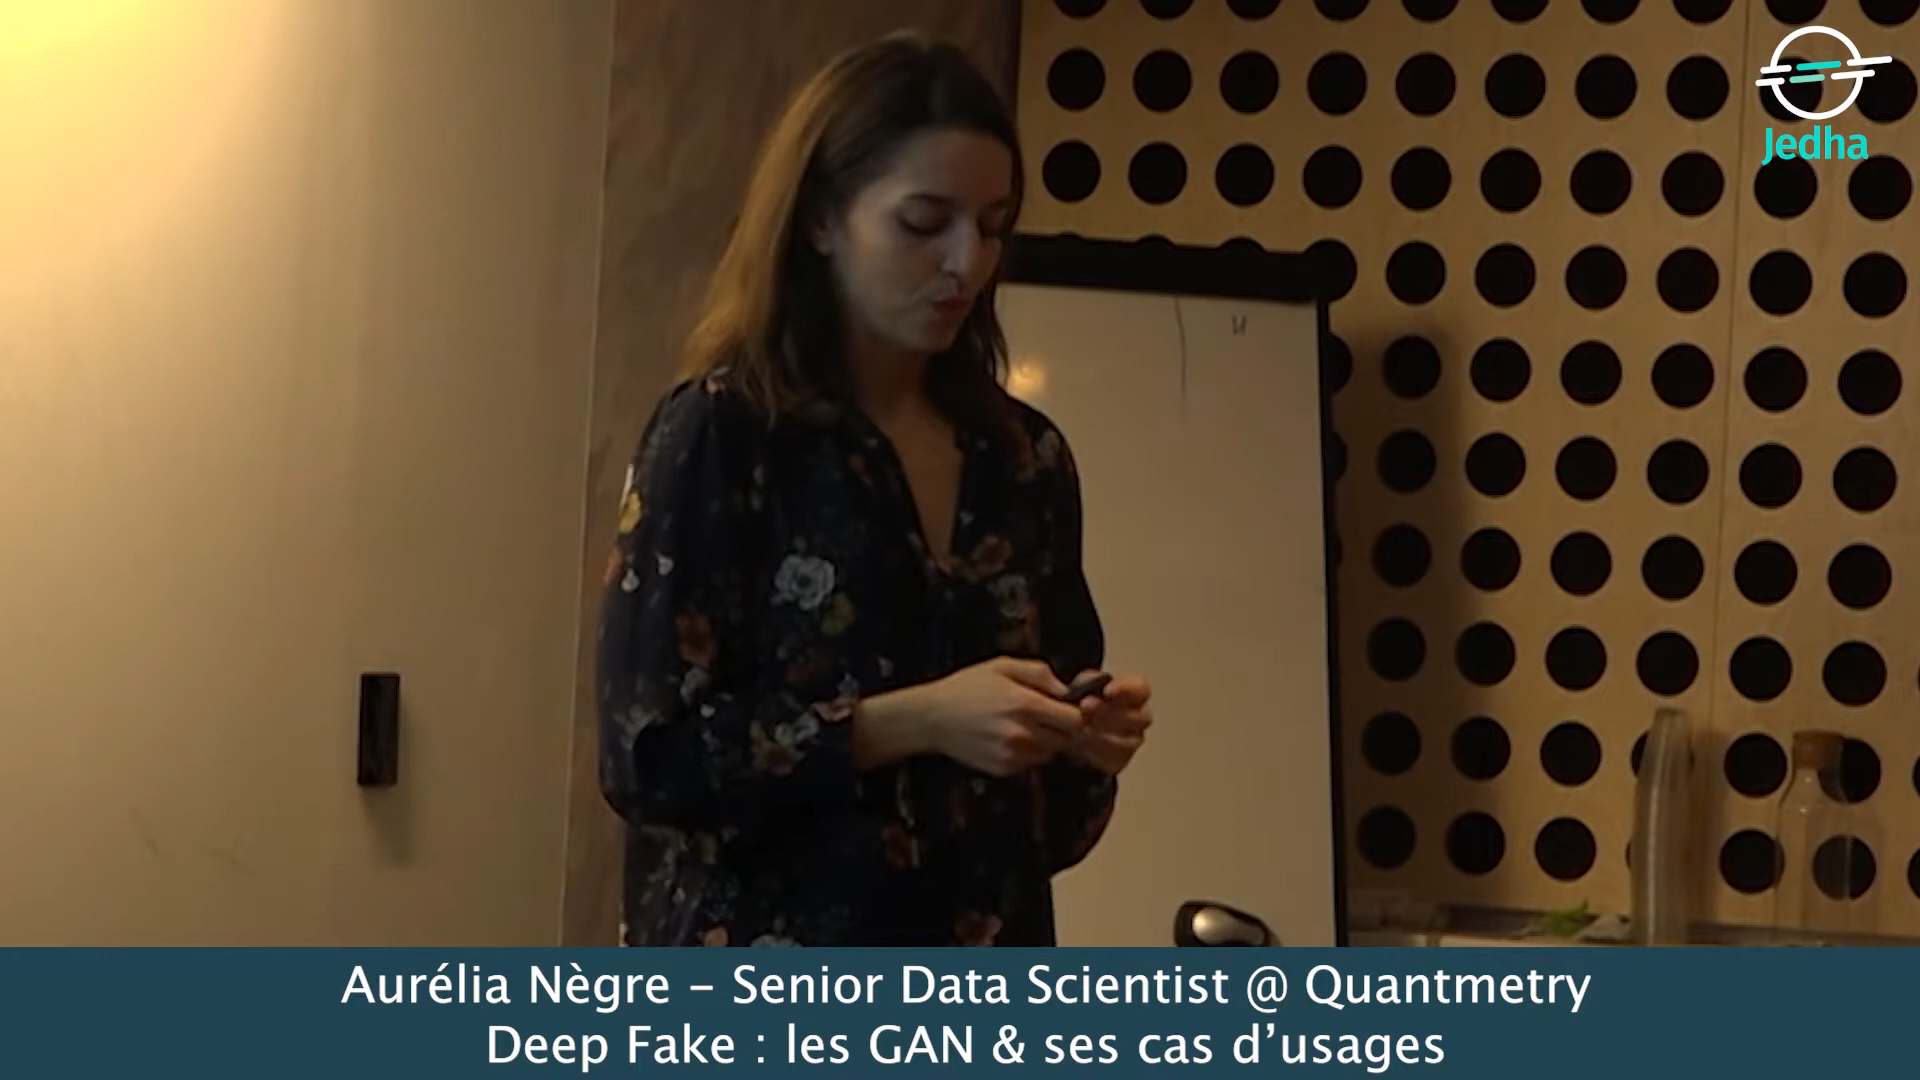 Jedha
Aurélia Nègre – Senior Data Scientist @ Quantmetry
Deep Fake : les GAN & ses cas d’usages